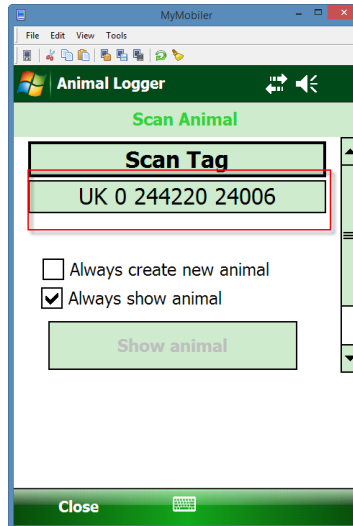 MyMobiler
File Edit View Tools
Animal Logger
Scan Animal
Scan Tag
UK 0 244220 24006
Always create new animal
Always show animal
Show animal
Close